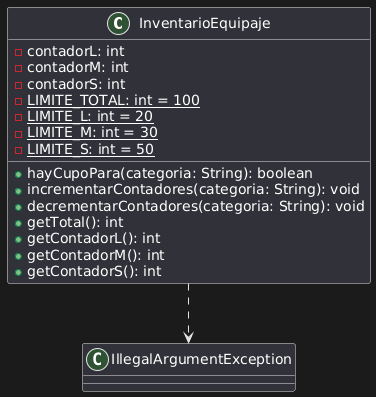 C InventarioEquipaje
contadorL: int
contadorM: int
contadorS: int
LIMITE_TOTAL: int = 100
LIMITE_L: int = 20
LIMITE_M: int = 30
LIMITE_S: int = 50
hayCupoPara(categoria: String): boolean
incrementarContadores(categoria: String): void
decrementarContadores(categoria: String): void
getTotal(): int
getContadorL(): int
getContadorM(): int
getContadorS(): int
C IllegalArgumentException